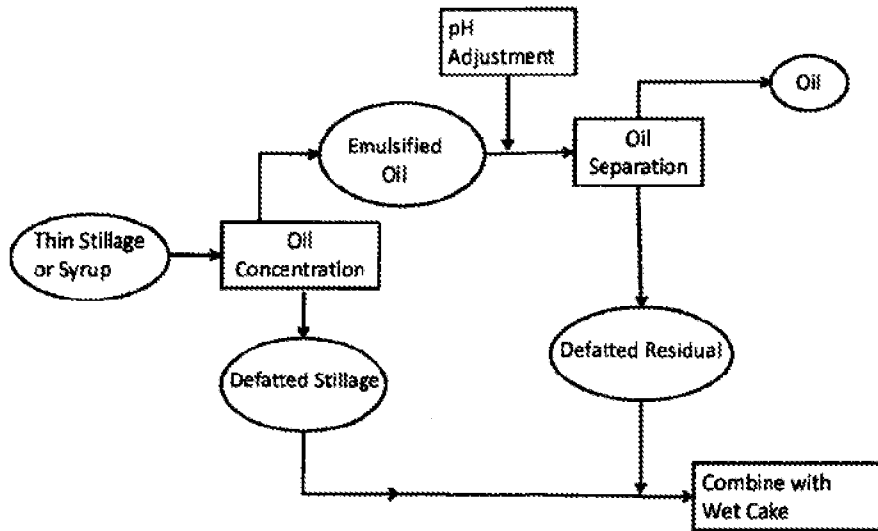 pH
Adjustment
Oil
Emulsified
Oil
Oil
Separation
Thin Stillage
or Syrup
Oil
Concentration
Defatted Stillage
Defatted Residual
Combine with
Wet Cake